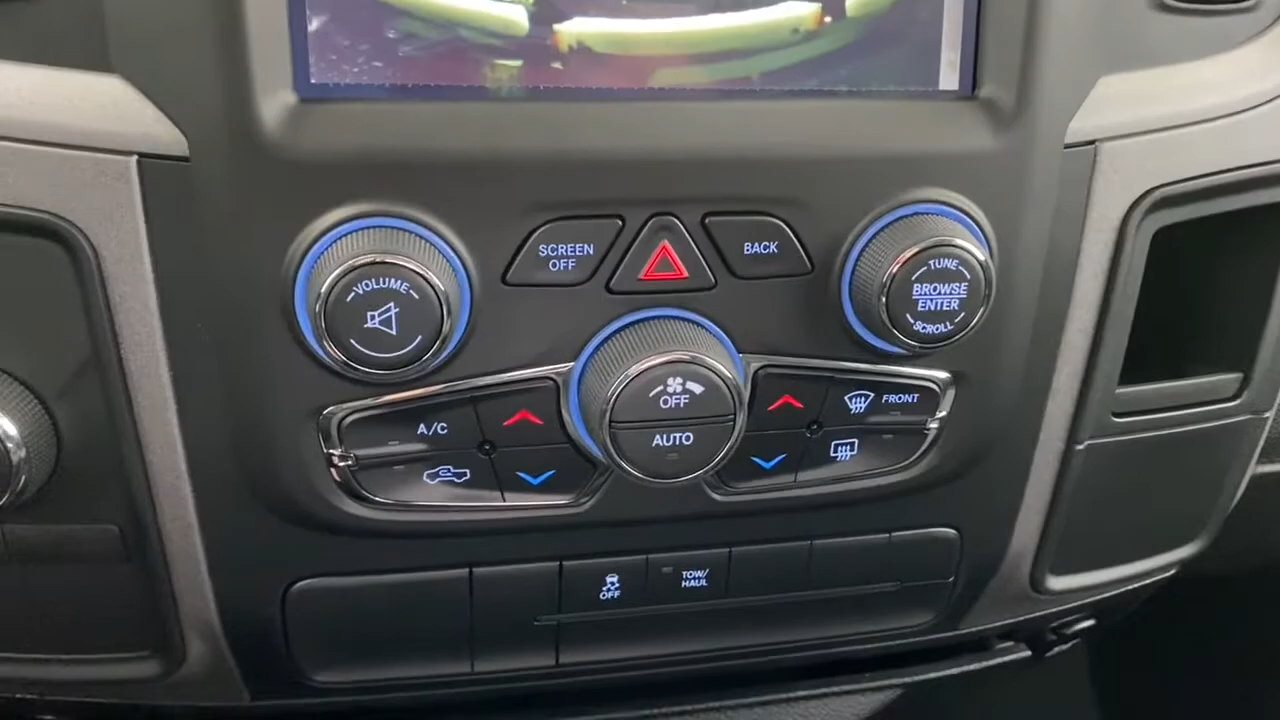 SCREEN
OFF
BACK
VOLUME
TUNE
BROWSE
ENTER
SCROLL
OFF
AUTO
A/C
FRONT
OFF
TOW/
HAUL